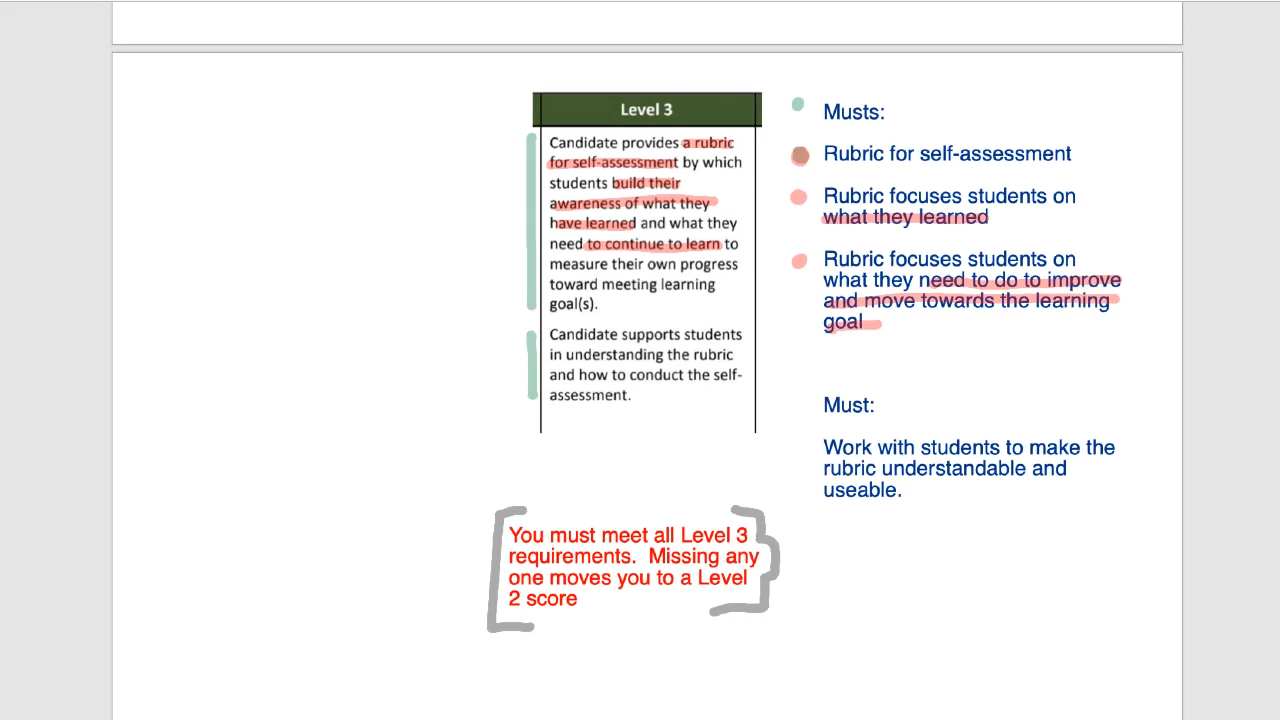 Level 3
Candidate provides a rubric
for self-assessment by which
students build their
awareness of what they
have learned and what they
need to continue to learn to
measure their own progress
toward meeting learning
goal(s).
Candidate supports students
in understanding the rubric
and how to conduct the self-
assessment.
Musts:
Rubric for self-assessment
Rubric focuses students on
what they learned
Rubric focuses students on
what they need to do to improve
and move towards the learning
goal
Must:
Work with students to make the
rubric understandable and
useable.
You must meet all Level 3
requirements.  Missing any
one moves you to a Level
2 score